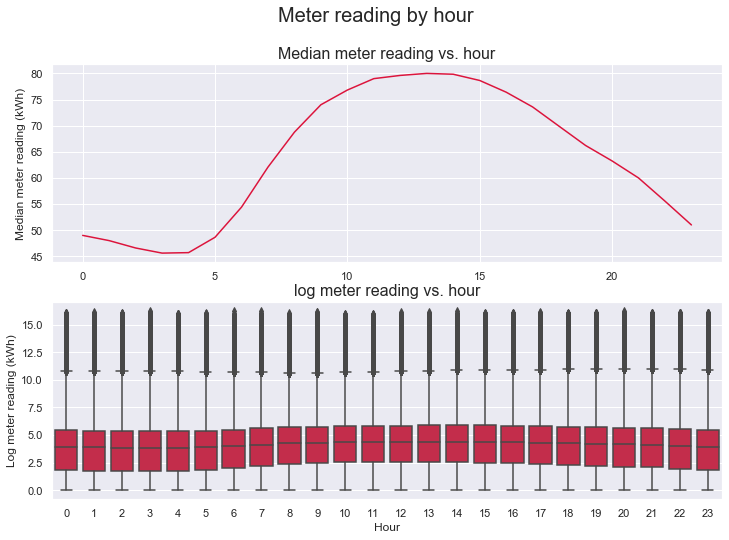 Meter reading by hour
Median meter reading vs. hour
Median meter reading (kWh)
80
75
70
65
60
55
50
45
0 5 10 15 20
log meter reading vs. hour
Log meter reading (kWh)
15.0
12.5
10.0
7.5
5.0
2.5
0.0
0 1 2 3 4 5 6 7 8 9 10 11 12 13 14 15 16 17 18 19 20 21 22 23
Hour